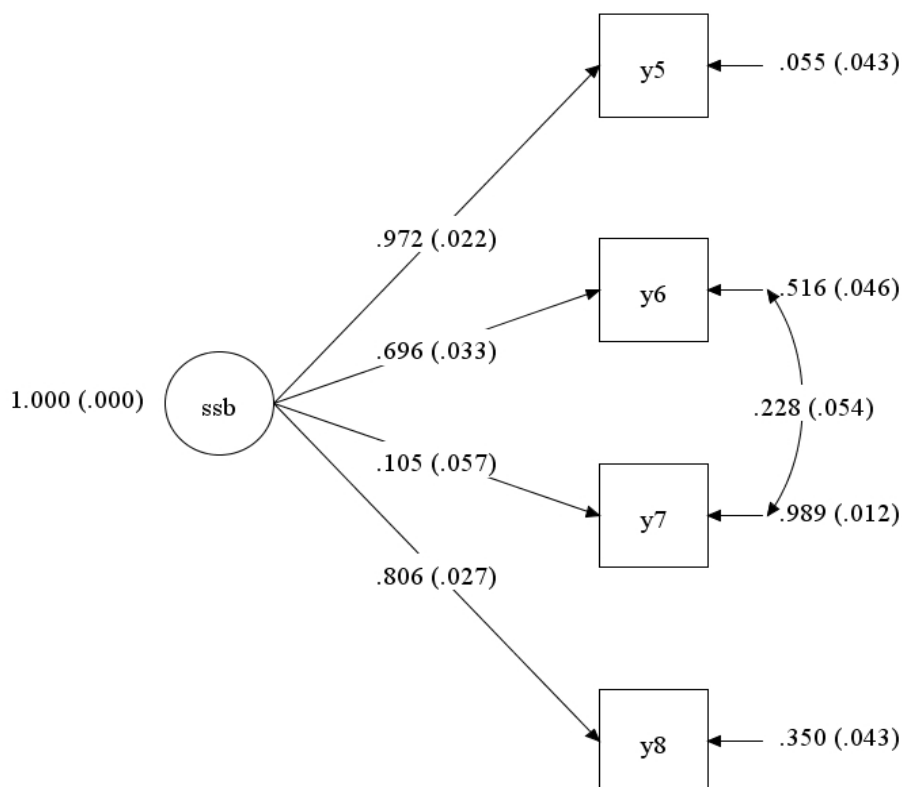 y5
.055 (.043)
.972 (.022)
y6
.516 (.046)
.696 (.033)
1.000 (.000)
ssb
.228 (.054)
.105 (.057)
y7
.989 (.012)
.806 (.027)
y8
.350 (.043)